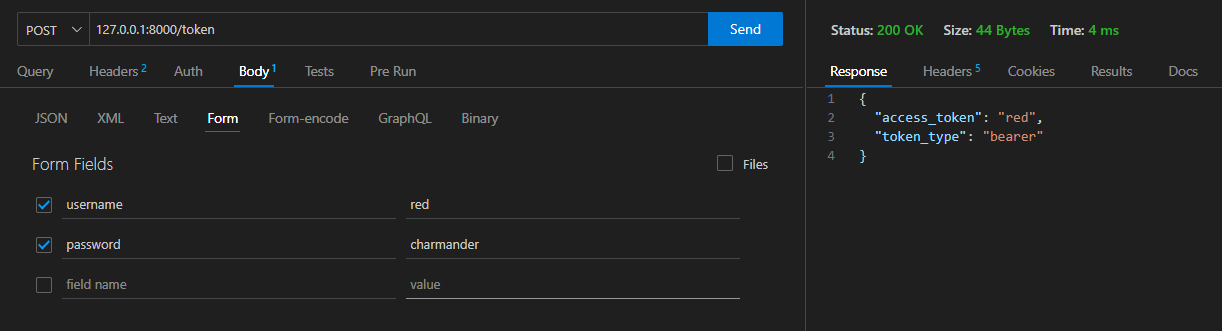 POST 127.0.0.1:8000/token Send
Query Headers 2 Auth Body 1 Tests Pre Run
JSON XML Text Form Form-encode GraphQL Binary
Form Fields Files
username red
password charmander
field name value
Status: 200 OK Size: 44 Bytes Time: 4 ms
Response Headers 5 Cookies Results Docs
1 {
2 "access_token": "red",
3 "token_type": "bearer"
4 }